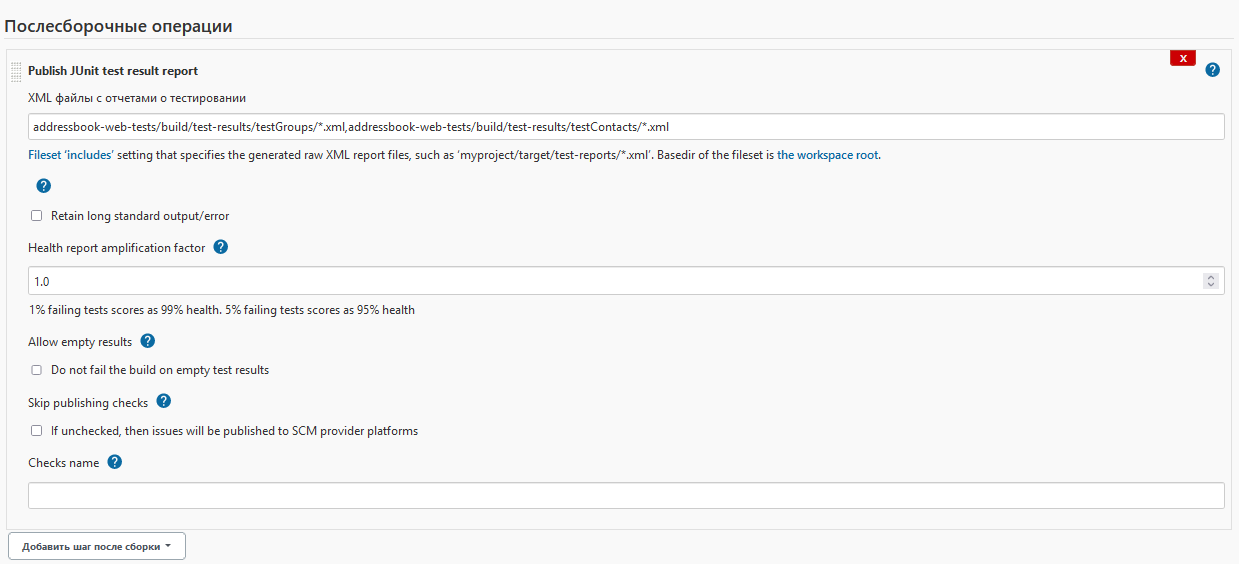 Послесборочные операции
X
Publish JUnit test result report
?
XML файлы с отчетами о тестировании
addressbook-web-tests/build/test-results/testGroups/*.xml,addressbook-web-tests/build/test-results/testContacts/*.xml
Fileset ‘includes’ setting that specifies the generated raw XML report files, such as ‘myproject/target/test-reports/*.xml’. Basedir of the fileset is the workspace root.
?
Retain long standard output/error
Health report amplification factor ?
1.0
1% failing tests scores as 99% health. 5% failing tests scores as 95% health
Allow empty results ?
Do not fail the build on empty test results
Skip publishing checks ?
If unchecked, then issues will be published to SCM provider platforms
Checks name ?
Добавить шаг после сборки